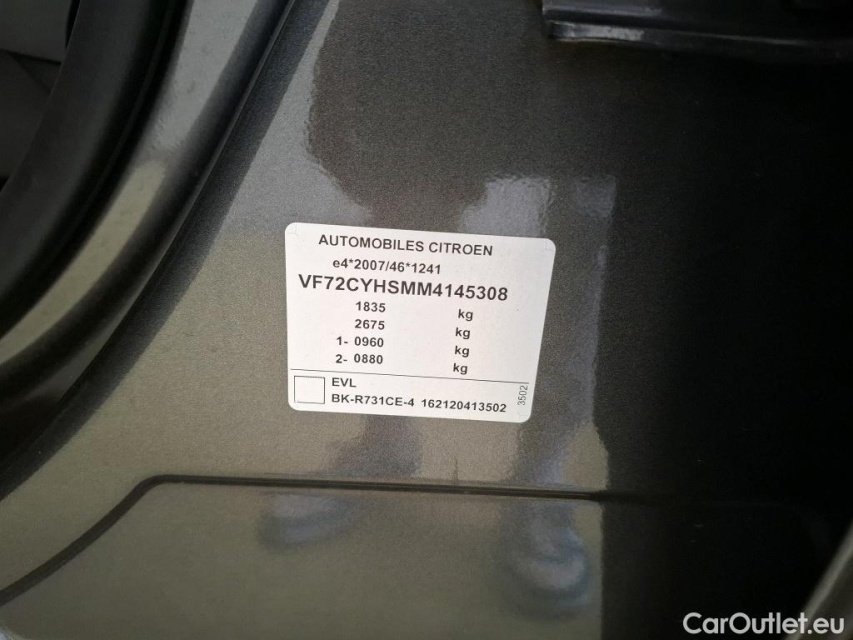 AUTOMOBILES CITROEN
e4*2007/46*1241
VF72CYHSMM4145308
1835 kg
2675 kg
1- 0960 kg
2- 0880 kg
EVL
BK-R731CE-4 162120413502
3502
CarOutlet.eu